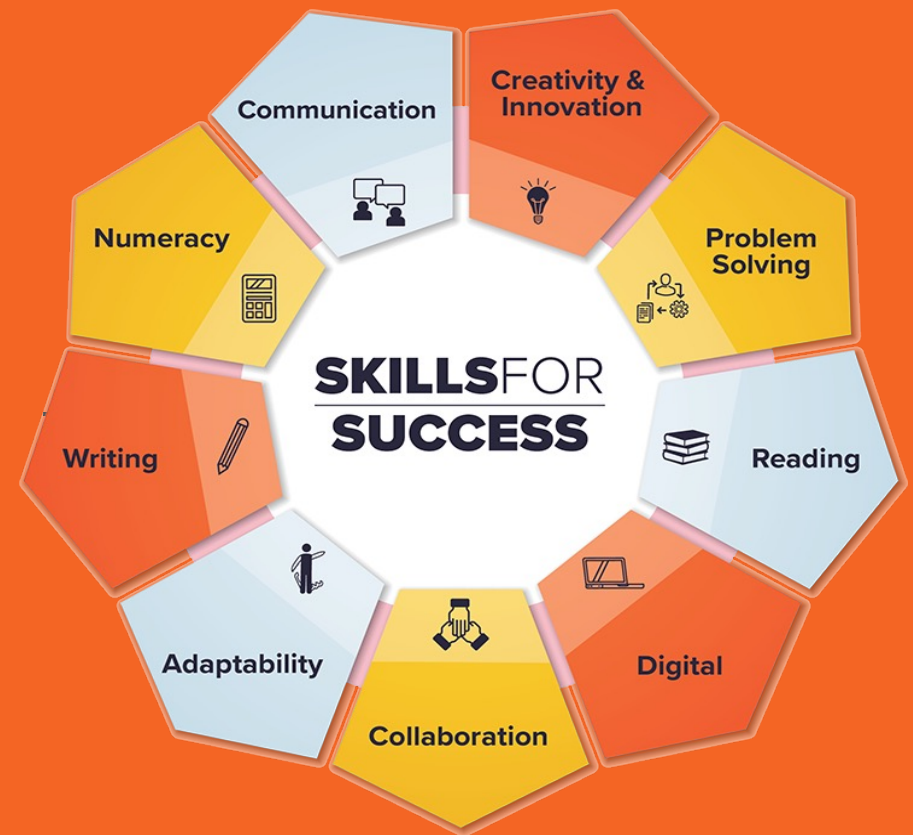 SKILLSFOR
SUCCESS
Creativity &
Innovation
Problem
Solving
Reading
Digital
Collaboration
Adaptability
Writing
Numeracy
Communication